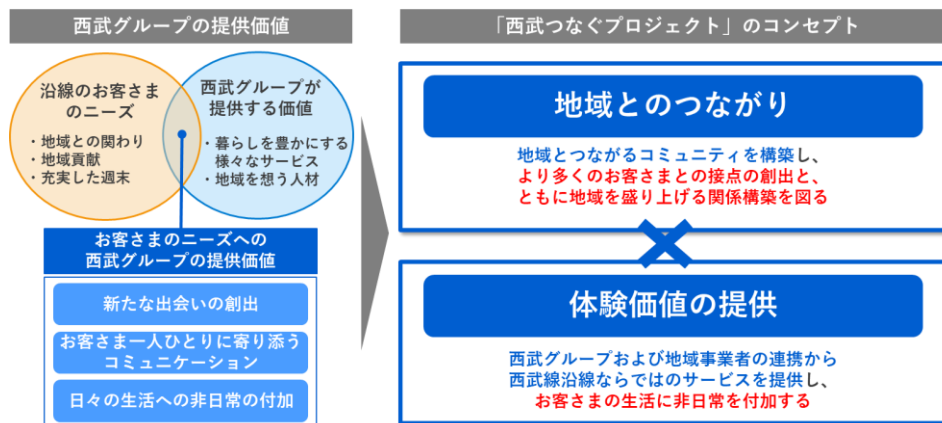 西武グループの提供価値
沿線のお客さま
のニーズ
・地域との関わり
・地域貢献
・充実した週末
西武グループが
提供する価値
・暮らしを豊かにする
様々なサービス
・地域を想う人材
お客さまのニーズへの
西武グループの提供価値
新たな出会いの創出
お客さま一人ひとりに寄り添う
コミュニケーション
日々の生活への非日常の付加
「西武つなぐプロジェクト」のコンセプト
地域とのつながり
地域とつながるコミュニティを構築し、
より多くのお客さまとの接点の創出と、
ともに地域を盛り上げる関係構築を図る
体験価値の提供
西武グループおよび地域事業者の連携から
西武線沿線ならではのサービスを提供し、
お客さまの生活に非日常を付加する